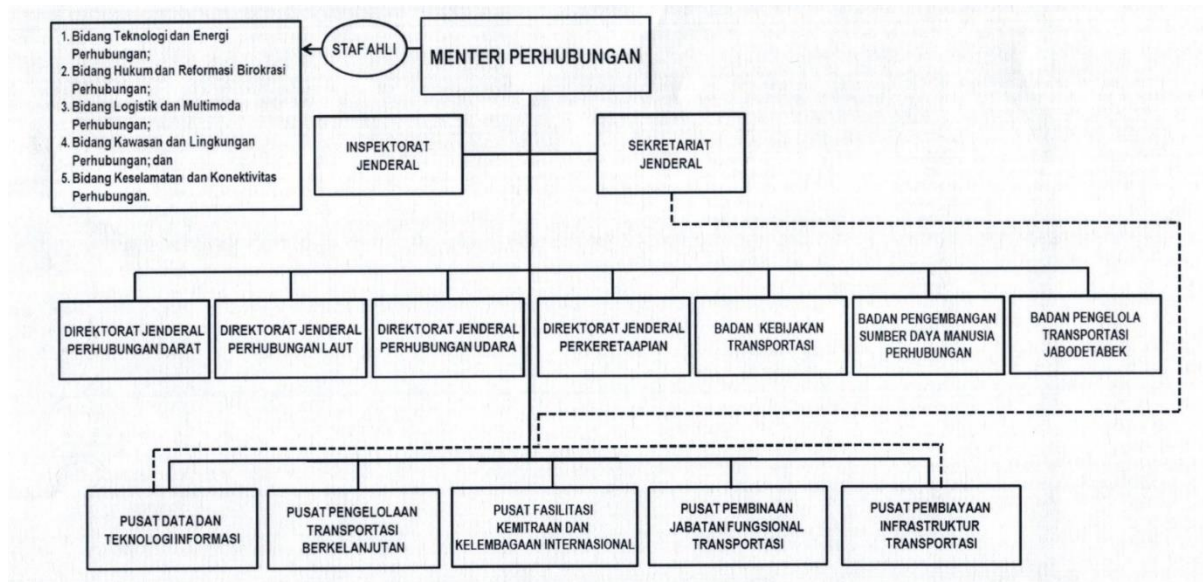 1. Bidang Teknologi dan Energi
Perhubungan;
2. Bidang Hukum dan Reformasi Birokrasi
Perhubungan;
3. Bidang Logistik dan Multimoda
Perhubungan;
4. Bidang Kawasan dan Lingkungan
Perhubungan; dan
5. Bidang Keselamatan dan Konektivitas
Perhubungan.
STAF AHLI
MENTERI PERHUBUNGAN
INSPEKTORAT
JENDERAL
SEKRETARIAT
JENDERAL
DIREKTORAT JENDERAL
PERHUBUNGAN DARAT
DIREKTORAT JENDERAL
PERHUBUNGAN LAUT
DIREKTORAT JENDERAL
PERHUBUNGAN UDARA
DIREKTORAT JENDERAL
PERKERETAAPIAN
BADAN KEBIJAKAN
TRANSPORTASI
BADAN PENGEMBANGAN
SUMBER DAYA MANUSIA
PERHUBUNGAN
BADAN PENGELOLA
TRANSPORTASI
JABODETABEK
PUSAT DATA DAN
TEKNOLOGI INFORMASI
PUSAT PENGELOLAAN
TRANSPORTASI
BERKELANJUTAN
PUSAT FASILITASI
KEMITRAAN DAN
KELEMBAGAAN INTERNASIONAL
PUSAT PEMBINAAN
JABATAN FUNGSIONAL
TRANSPORTASI
PUSAT PEMBIAYAAN
INFRASTRUKTUR
TRANSPORTASI